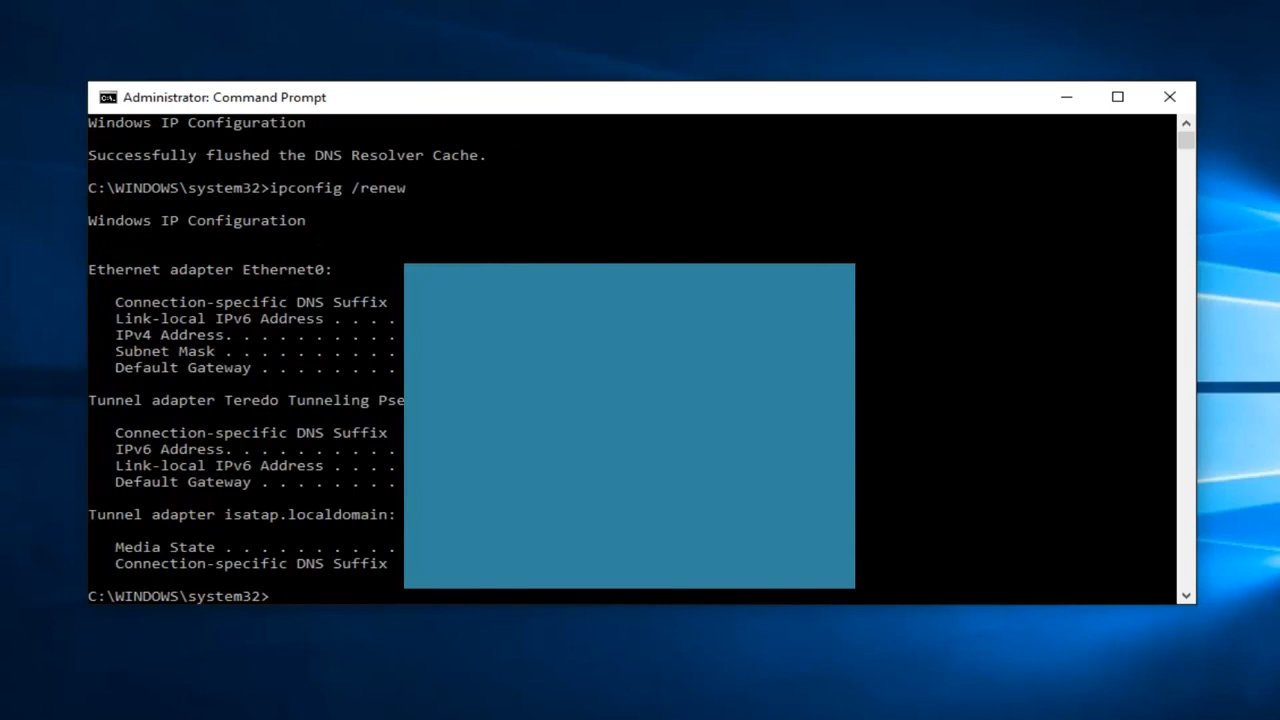 Administrator: Command Prompt
Windows IP Configuration
Successfully flushed the DNS Resolver Cache.
C:\WINDOWS\system32>ipconfig /renew
Windows IP Configuration
Ethernet adapter Ethernet0:
Connection-specific DNS Suffix
Link-local IPv6 Address . . . .
IPv4 Address. . . . . . . . . .
Subnet Mask . . . . . . . . . .
Default Gateway . . . . . . . .
Tunnel adapter Teredo Tunneling Pse
Connection-specific DNS Suffix
IPv6 Address. . . . . . . . . .
Link-local IPv6 Address . . . .
Default Gateway . . . . . . . .
Tunnel adapter isatap.localdomain:
Media State . . . . . . . . . .
Connection-specific DNS Suffix
C:\WINDOWS\system32>